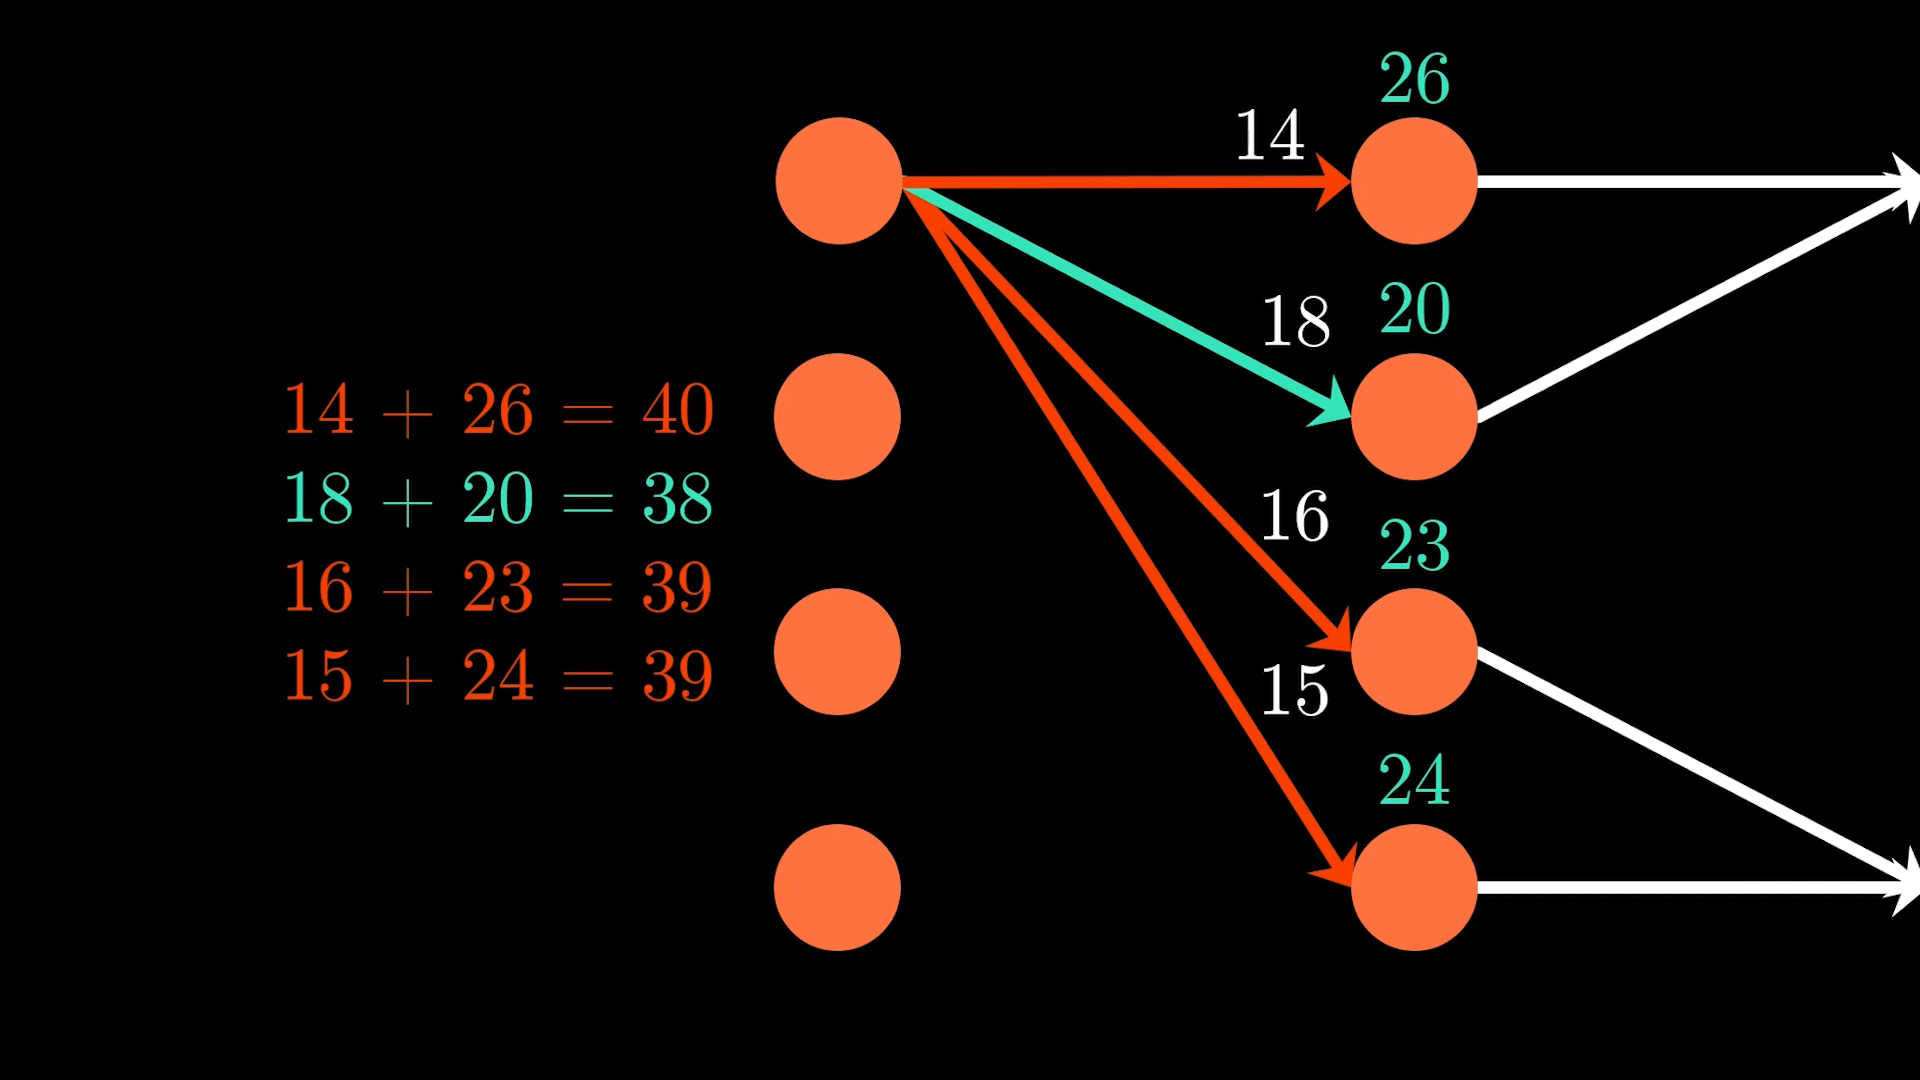 26
14
20
18
14 + 26 = 40
18 + 20 = 38
16
23
16 + 23 = 39
15 + 24 = 39
15
24